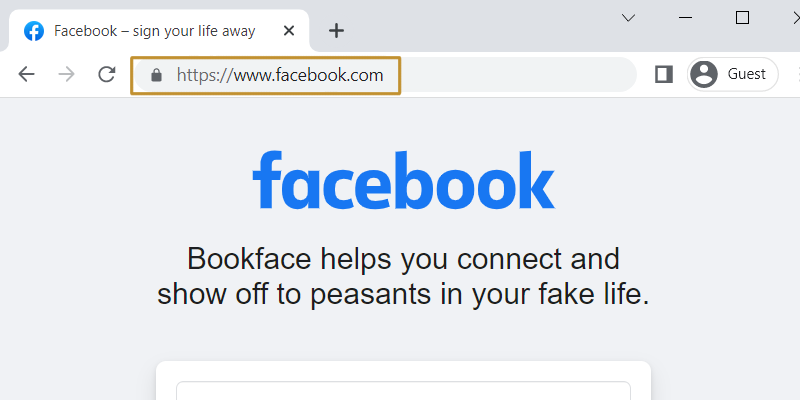 Facebook – sign your life away
https://www.facebook.com
Guest
facebook
Bookface helps you connect and
show off to peasants in your fake life.